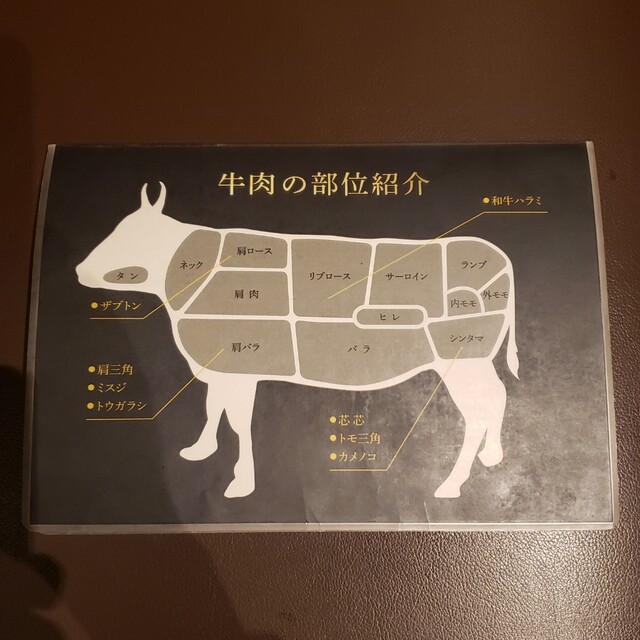 牛肉の部位紹介
和牛ハラミ
タン
ネック
肩ロース
リブロース
サーロイン
ランプ
肩肉
内モモ
外モモ
ヒレ
ザブトン
肩バラ
バラ
シンタマ
肩三角
ミスジ
トウガラシ
芯芯
トモ三角
カメノコ